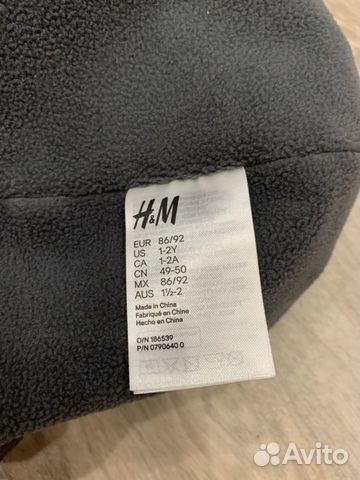 H&M
EUR 86/92
US 1-2Y
CA 1-2A
CN 49-50
MX 86/92
AUS 1½-2
Made in China
Fabriqué en Chine
Hecho en China
O/N 186539
P/N 0790640 0
Avito